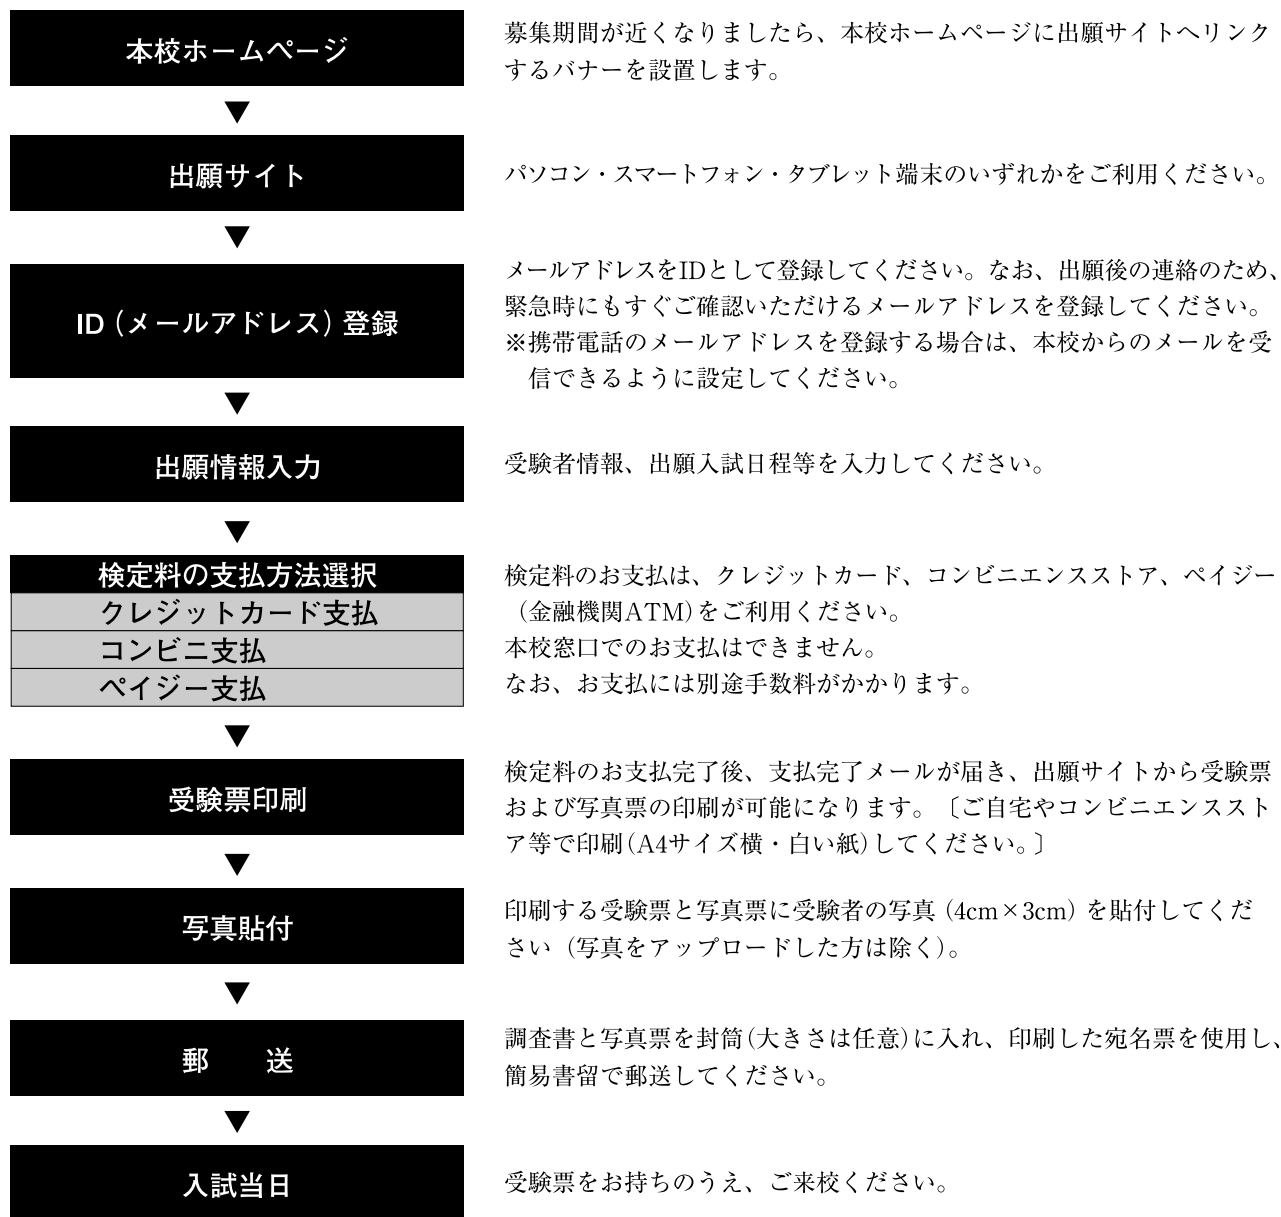 本校ホームページ
募集期間が近くなりましたら、本校ホームページに出願サイトへリンク
するバナーを設置します。
▼
出願サイト
パソコン・スマートフォン・タブレット端末のいずれかをご利用ください。
▼
ID（メールアドレス）登録
メールアドレスをIDとして登録してください。なお、出願後の連絡のため、
緊急時にもすぐご確認いただけるメールアドレスを登録してください。
※携帯電話のメールアドレスを登録する場合は、本校からのメールを受
信できるように設定してください。
▼
出願情報入力
受験者情報、出願入試日程等を入力してください。
▼
検定料の支払方法選択
クレジットカード支払
コンビニ支払
ペイジー支払
検定料のお支払は、クレジットカード、コンビニエンスストア、ペイジー
（金融機関ATM）をご利用ください。
本校窓口でのお支払はできません。
なお、お支払には別途手数料がかかります。
▼
受験票印刷
検定料のお支払完了後、支払完了メールが届き、出願サイトから受験票
および写真票の印刷が可能になります。〔ご自宅やコンビニエンススト
ア等で印刷（A4サイズ横・白い紙）してください。〕
▼
写真貼付
印刷する受験票と写真票に受験者の写真（4cm×3cm）を貼付してくだ
さい（写真をアップロードした方は除く）。
▼
郵　　送
調査書と写真票を封筒（大きさは任意）に入れ、印刷した宛名票を使用し、
簡易書留で郵送してください。
▼
入試当日
受験票をお持ちのうえ、ご来校ください。